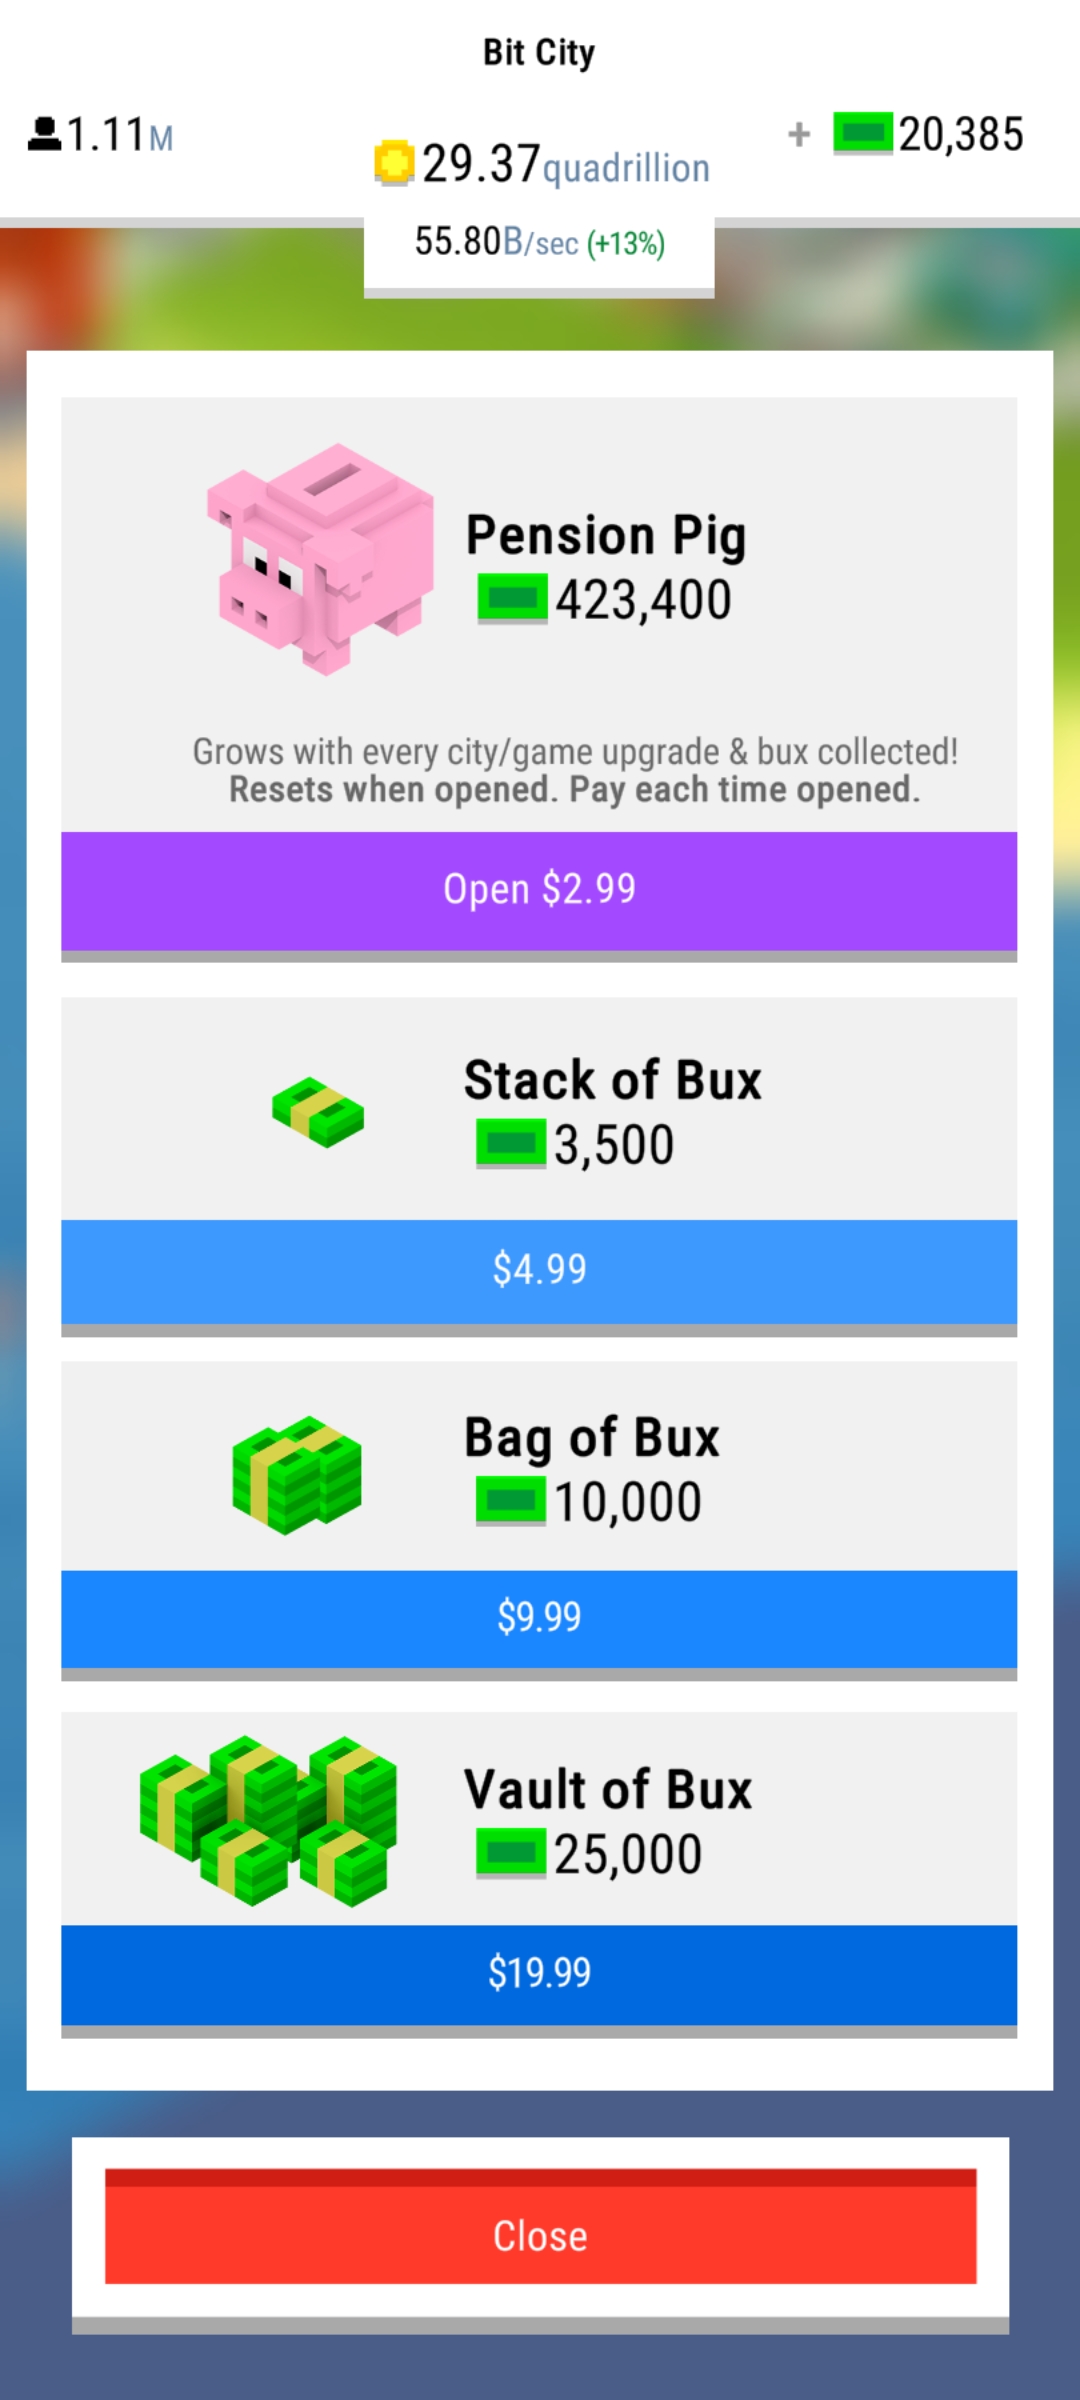 Bit City
1.11M
29.37quadrillion
+ 20,385
55.80B/sec (+13%)
Pension Pig
423,400
Grows with every city/game upgrade & bux collected!
Resets when opened. Pay each time opened.
Open $2.99
Stack of Bux
3,500
$4.99
Bag of Bux
10,000
$9.99
Vault of Bux
25,000
$19.99
Close